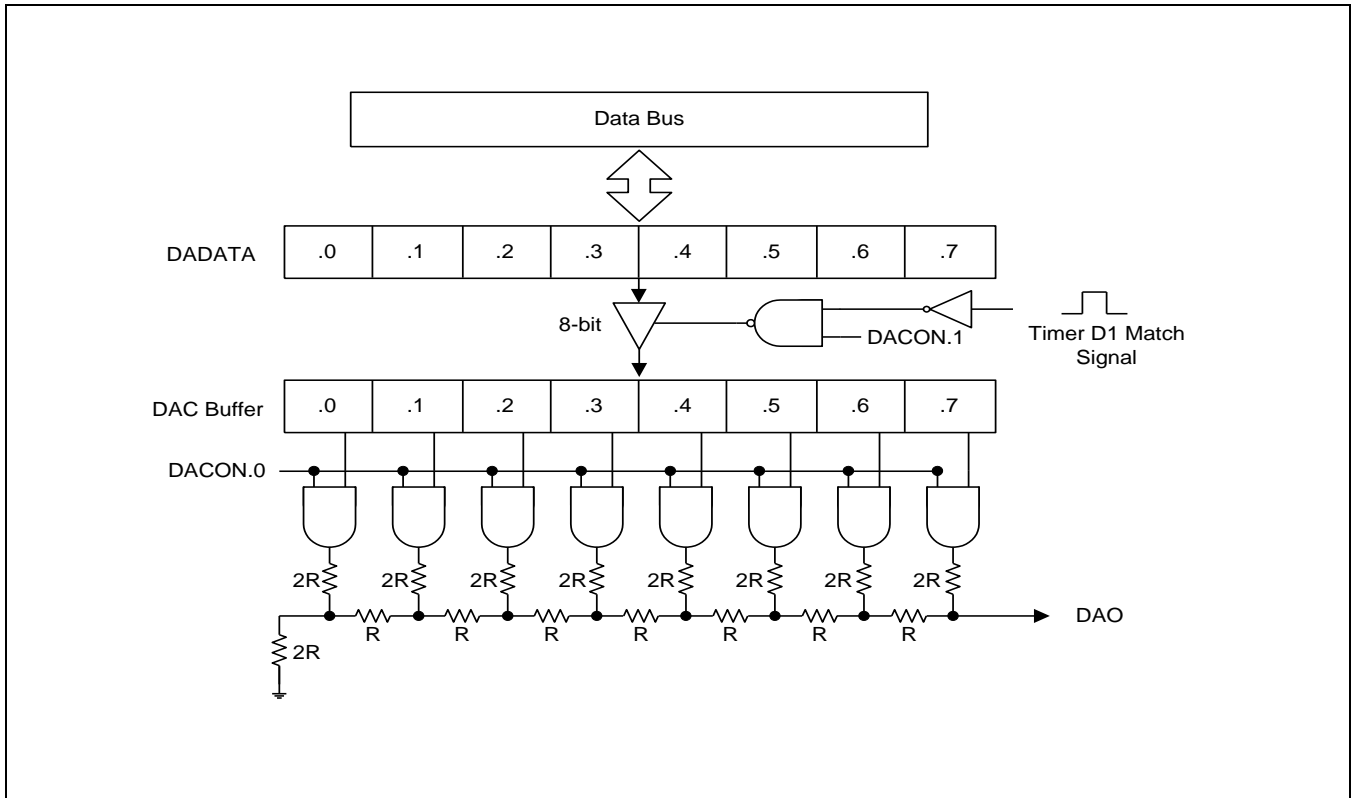 Data Bus
DADATA .0 .1 .2 .3 .4 .5 .6 .7
8-bit
DACON.1
Timer D1 Match
Signal
DAC Buffer .0 .1 .2 .3 .4 .5 .6 .7
DACON.0
2R 2R 2R 2R 2R 2R 2R 2R
DAO
R R R R R R R
2R